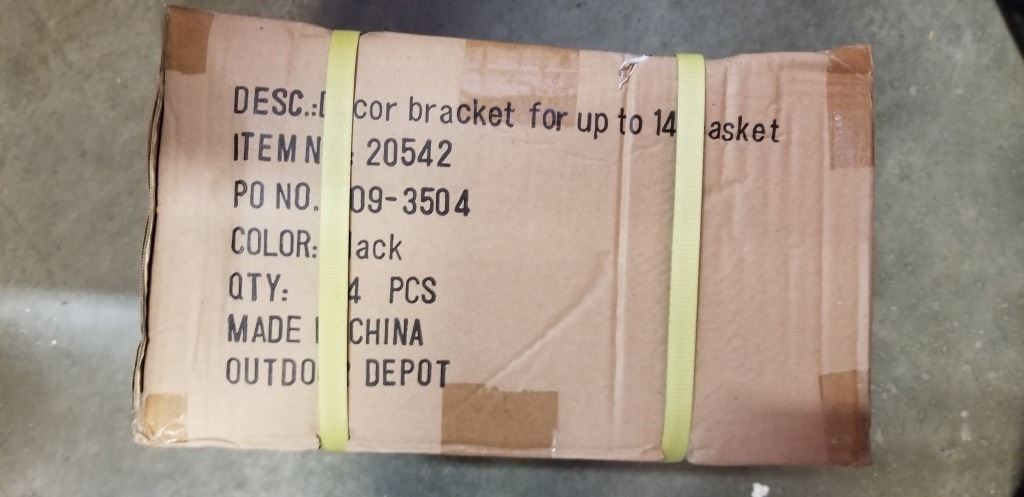 DESC.: cor bracket for up to 14 asket
ITEM N : 20542
PO NO. 09-3504
COLOR: lack
QTY: 4 PCS
MADE CHINA
OUTDO DEPOT